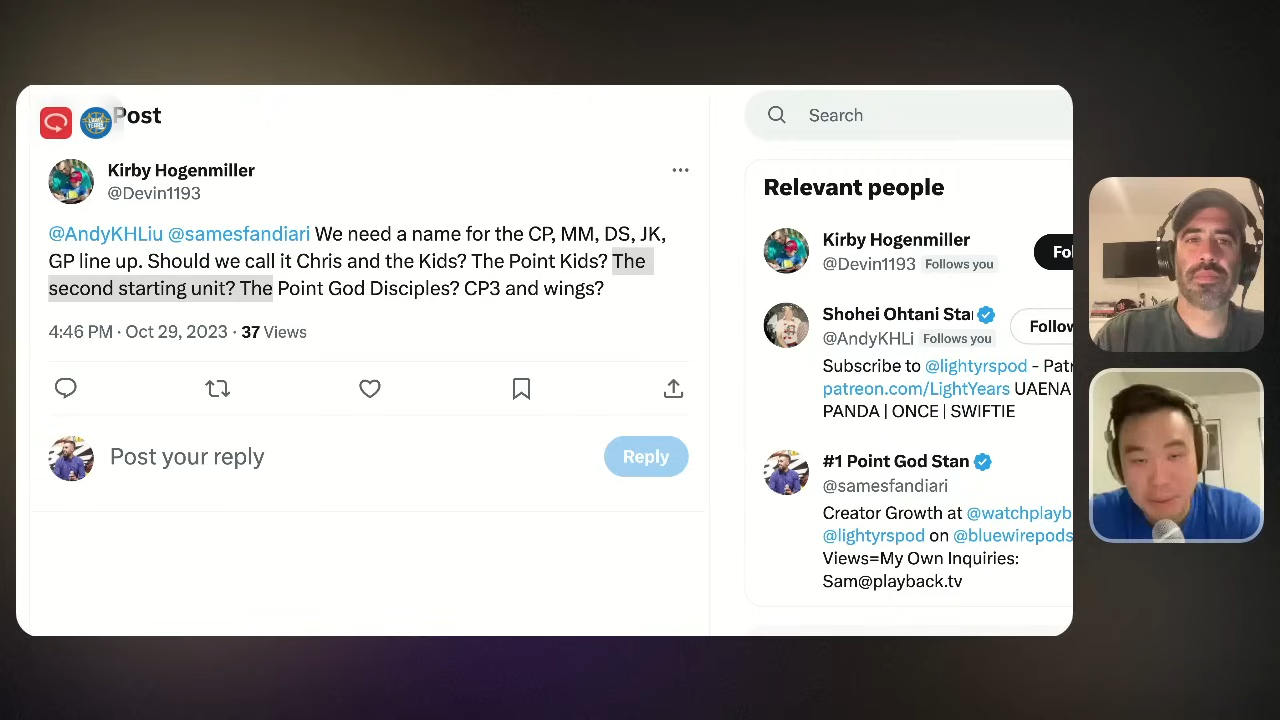 Post
Kirby Hogenmiller
@Devin1193
@AndyKHLiu @samesfandiari We need a name for the CP, MM, DS, JK,
GP line up. Should we call it Chris and the Kids? The Point Kids? The
second starting unit? The Point God Disciples? CP3 and wings?
4:46 PM · Oct 29, 2023 · 37 Views
Post your reply
Reply
Search
Relevant people
Kirby Hogenmiller
@Devin1193 Follows you
Fol
Shohei Ohtani Sta
@AndyKHLi Follows you
Follow
Subscribe to @lightyrspod - Patr
patreon.com/LightYears UAENA
PANDA | ONCE | SWIFTIE
#1 Point God Stan
@samesfandiari
Creator Growth at @watchplayb
@lightyrspod on @bluewirepods
Views=My Own Inquiries:
Sam@playback.tv